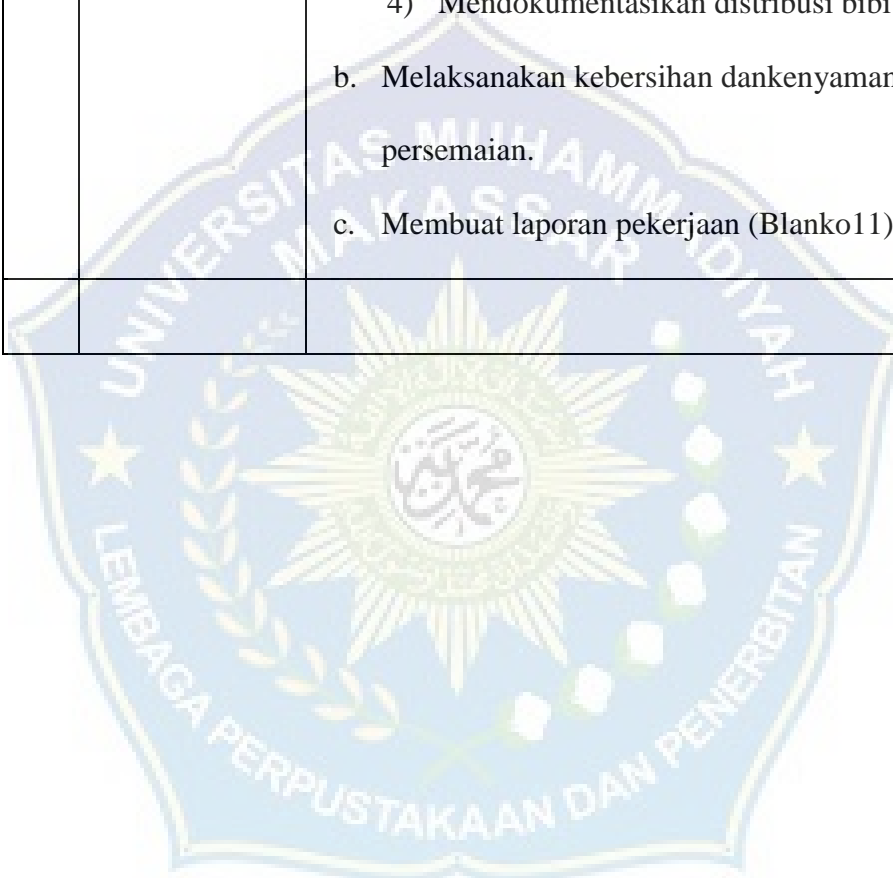 4) Mendokumentasikan distribusi bibi
b. Melaksanakan kebersihan dankenyaman
persemaian.
c. Membuat laporan pekerjaan (Blanko11)
UNIVERSITAS MUHAMMADIYAH
MAKASSAR
LEMBAGA PERPUSTAKAAN DAN PENERBITAN